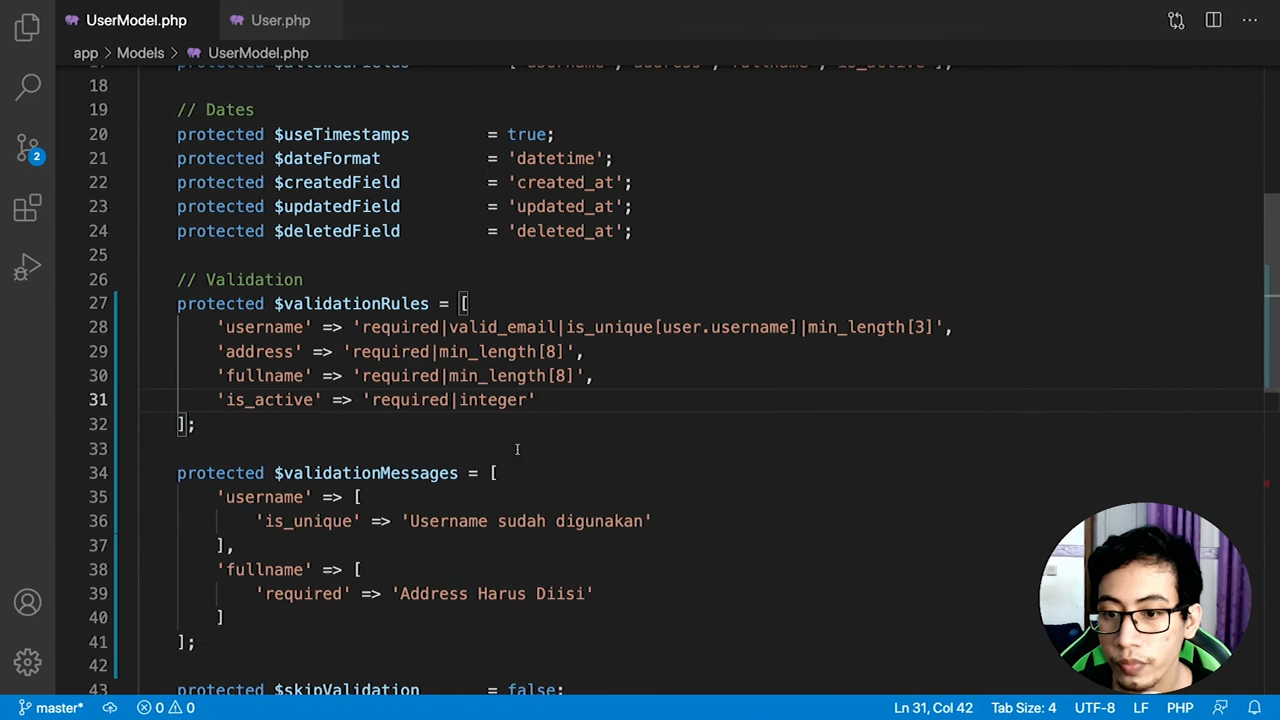 UserModel.php User.php
app > Models > UserModel.php
17 protected $allowedFields = ['username', 'address', 'fullname', 'is_active'];
18
19 // Dates
20 protected $useTimestamps = true;
21 protected $dateFormat = 'datetime';
22 protected $createdField = 'created_at';
23 protected $updatedField = 'updated_at';
24 protected $deletedField = 'deleted_at';
25
26 // Validation
27 protected $validationRules = [
28 'username' => 'required|valid_email|is_unique[user.username]|min_length[3]',
29 'address' => 'required|min_length[8]',
30 'fullname' => 'required|min_length[8]',
31 'is_active' => 'required|integer'
32 ];
33
34 protected $validationMessages = [
35 'username' => [
36 'is_unique' => 'Username sudah digunakan'
37 ],
38 'fullname' => [
39 'required' => 'Address Harus Diisi'
40 ]
41 ];
42
43 protected $skipValidation = false;
2
master* 0 0 Ln 31, Col 42 Tab Size: 4 UTF-8 LF PHP